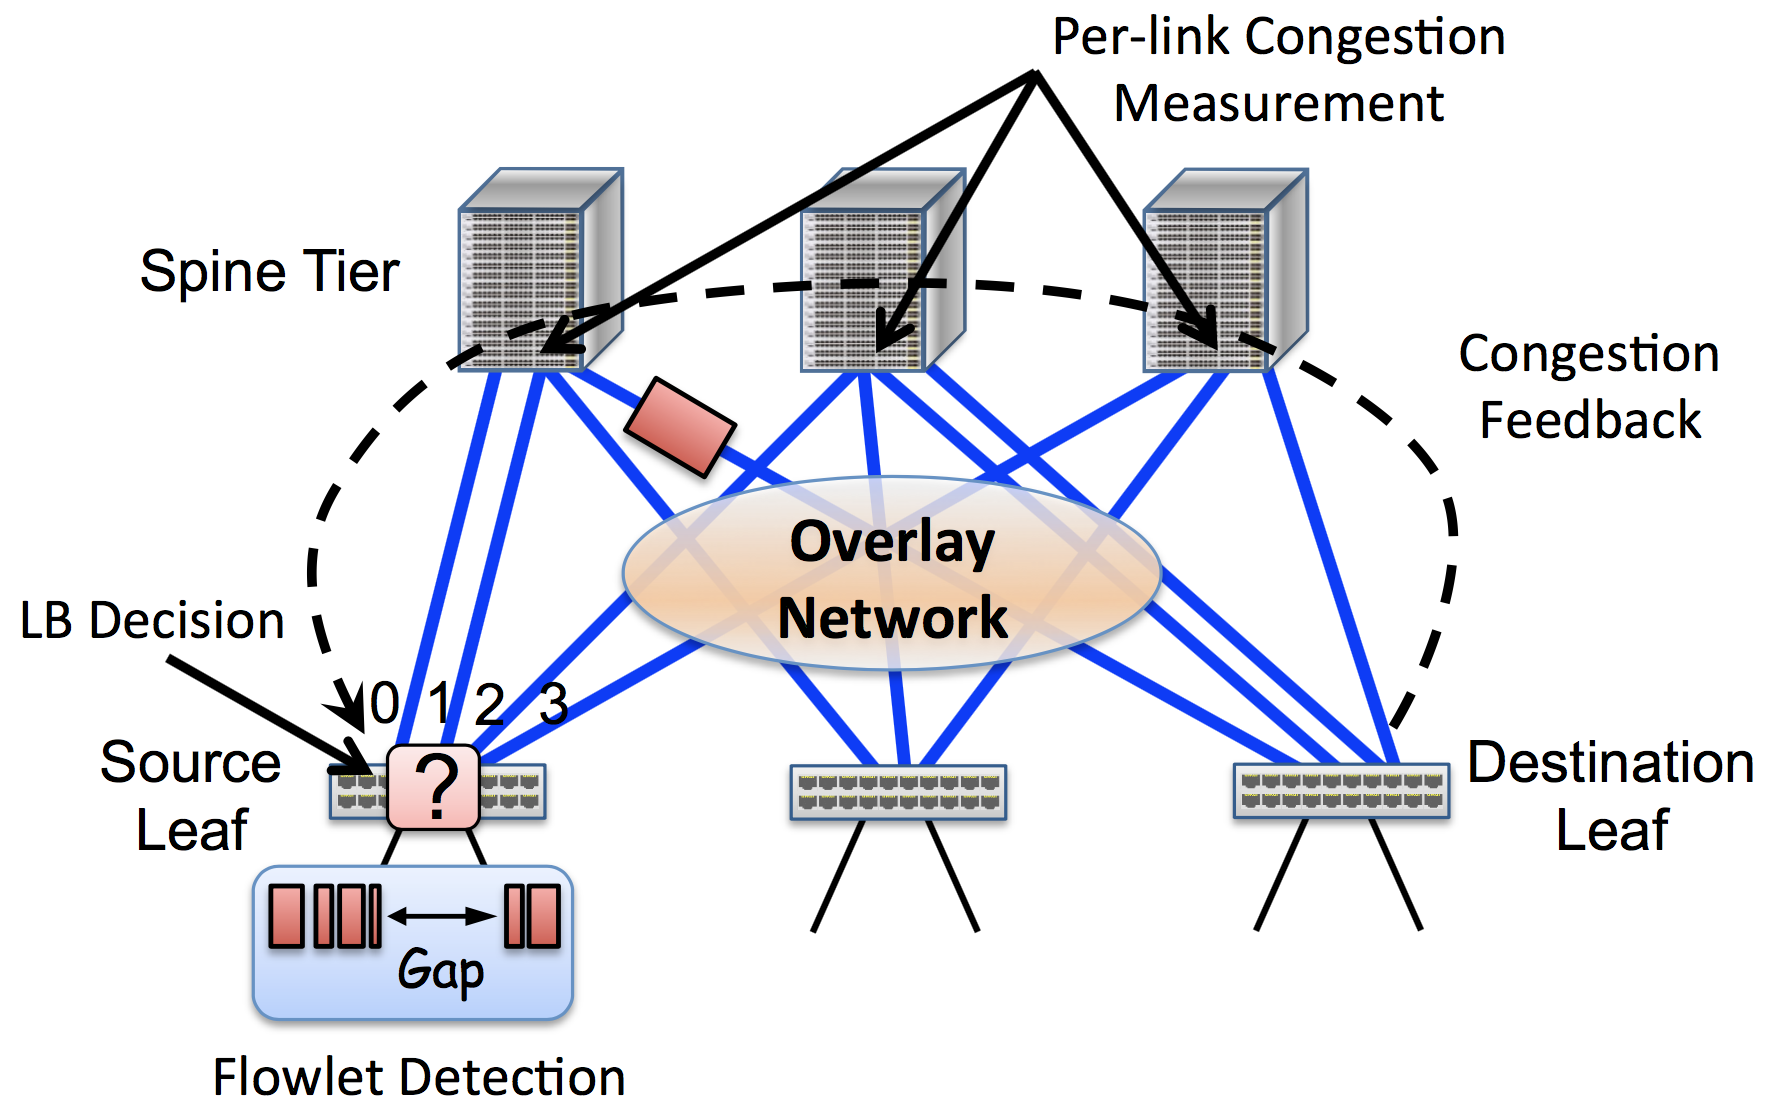 Per-link Congestion
Measurement
Spine Tier
Congestion
Feedback
Overlay
Network
LB Decision
0 1 2 3
?
Source
Leaf
Destination
Leaf
Gap
Flowlet Detection